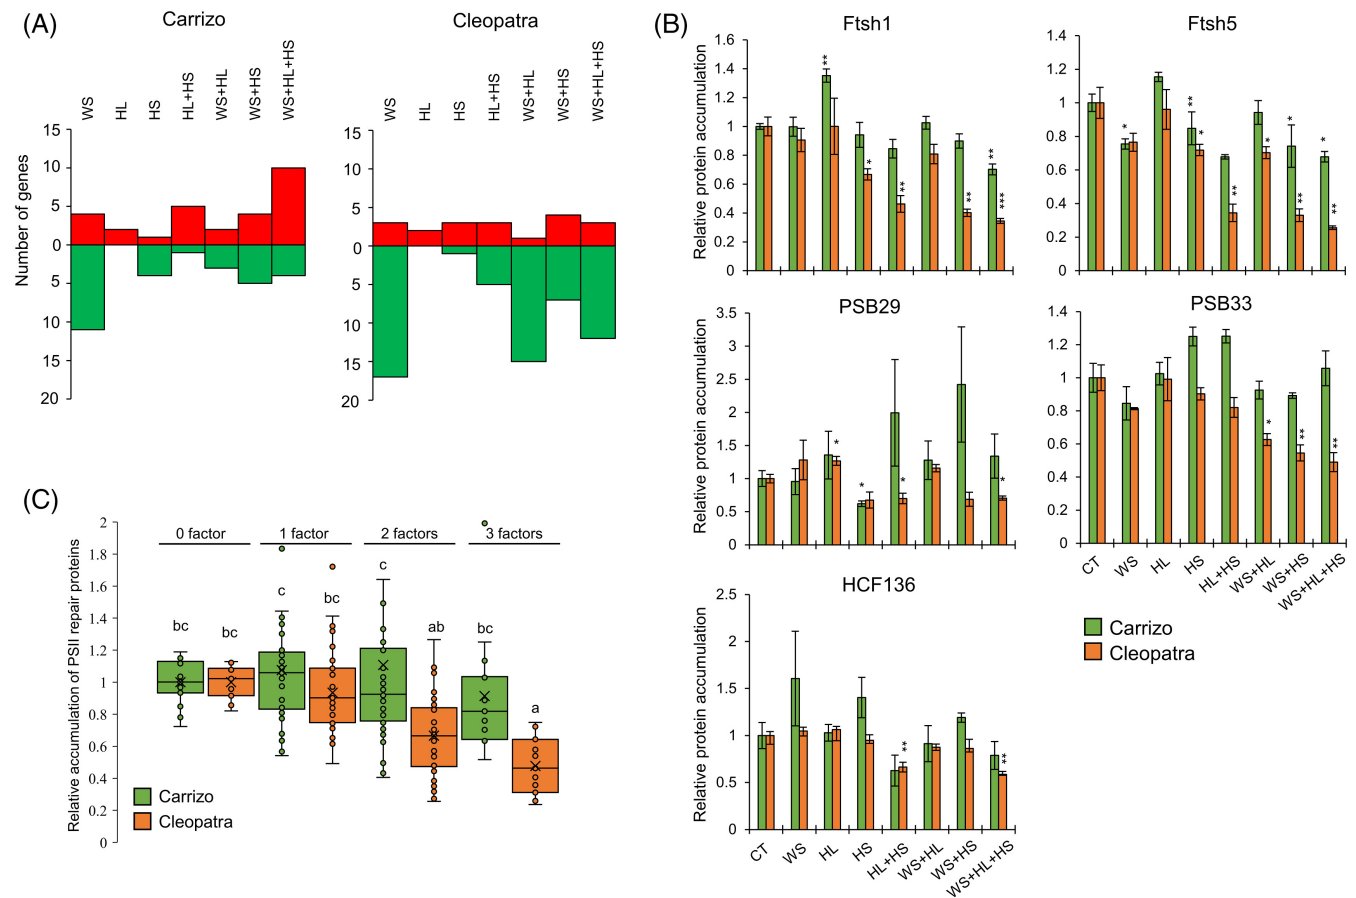 (A)
Carrizo
WS
HL
HS
HL+HS
WS+HL
WS+HS
WS+HL+HS
Number of genes
15
10
5
0
5
10
15
20
Cleopatra
WS
HL
HS
HL+HS
WS+HL
WS+HS
WS+HL+HS
15
10
5
0
5
10
15
20
(B)
Ftsh1
Relative protein accumulation
1.6
1.4
1.2
1
0.8
0.6
0.4
0.2
0
**
*
**
**
**
***
Ftsh5
1.4
1.2
1
0.8
0.6
0.4
0.2
0
*
**
*
**
*
*
**
*
**
PSB29
Relative protein accumulation
3.5
3
2.5
2
1.5
1
0.5
0
*
*
*
*
PSB33
1.4
1.2
1
0.8
0.6
0.4
0.2
0
*
**
**
CT
WS
HL
HS
HL+HS
WS+HL
WS+HS
WS+HL+HS
HCF136
Relative protein accumulation
2.5
2
1.5
1
0.5
0
**
**
CT
WS
HL
HS
HL+HS
WS+HL
WS+HS
WS+HL+HS
Carrizo
Cleopatra
(C)
Relative accumulation of PSII repair proteins
2
1.8
1.6
1.4
1.2
1
0.8
0.6
0.4
0.2
0
0 factor
1 factor
2 factors
3 factors
bc
bc
c
bc
c
ab
bc
a
Carrizo
Cleopatra